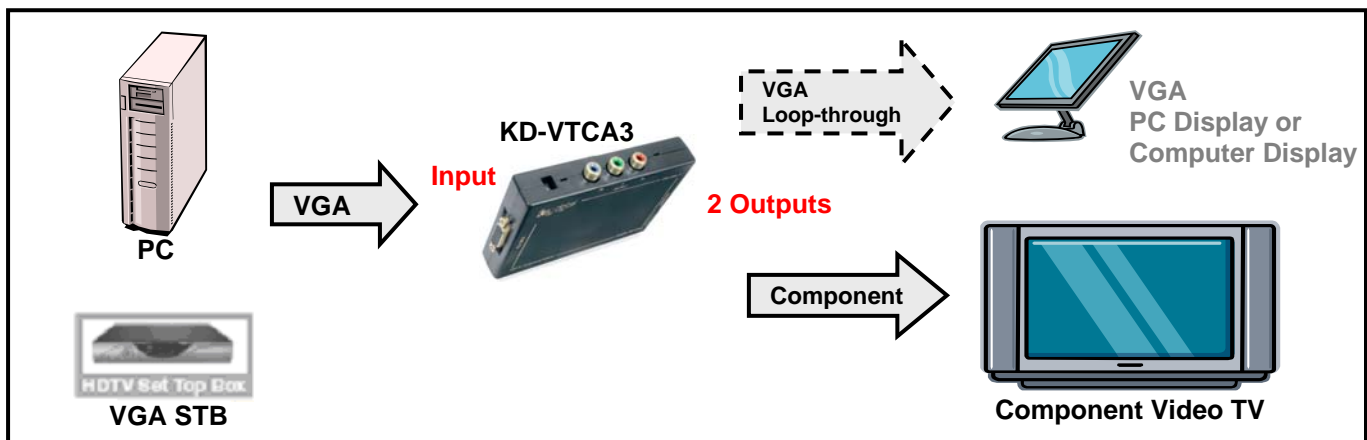 PC
HDTV Set Top Box
VGA STB
VGA
Input
KD-VTCA3
2 Outputs
VGA
Loop-through
VGA
PC Display or
Computer Display
Component
Component Video TV